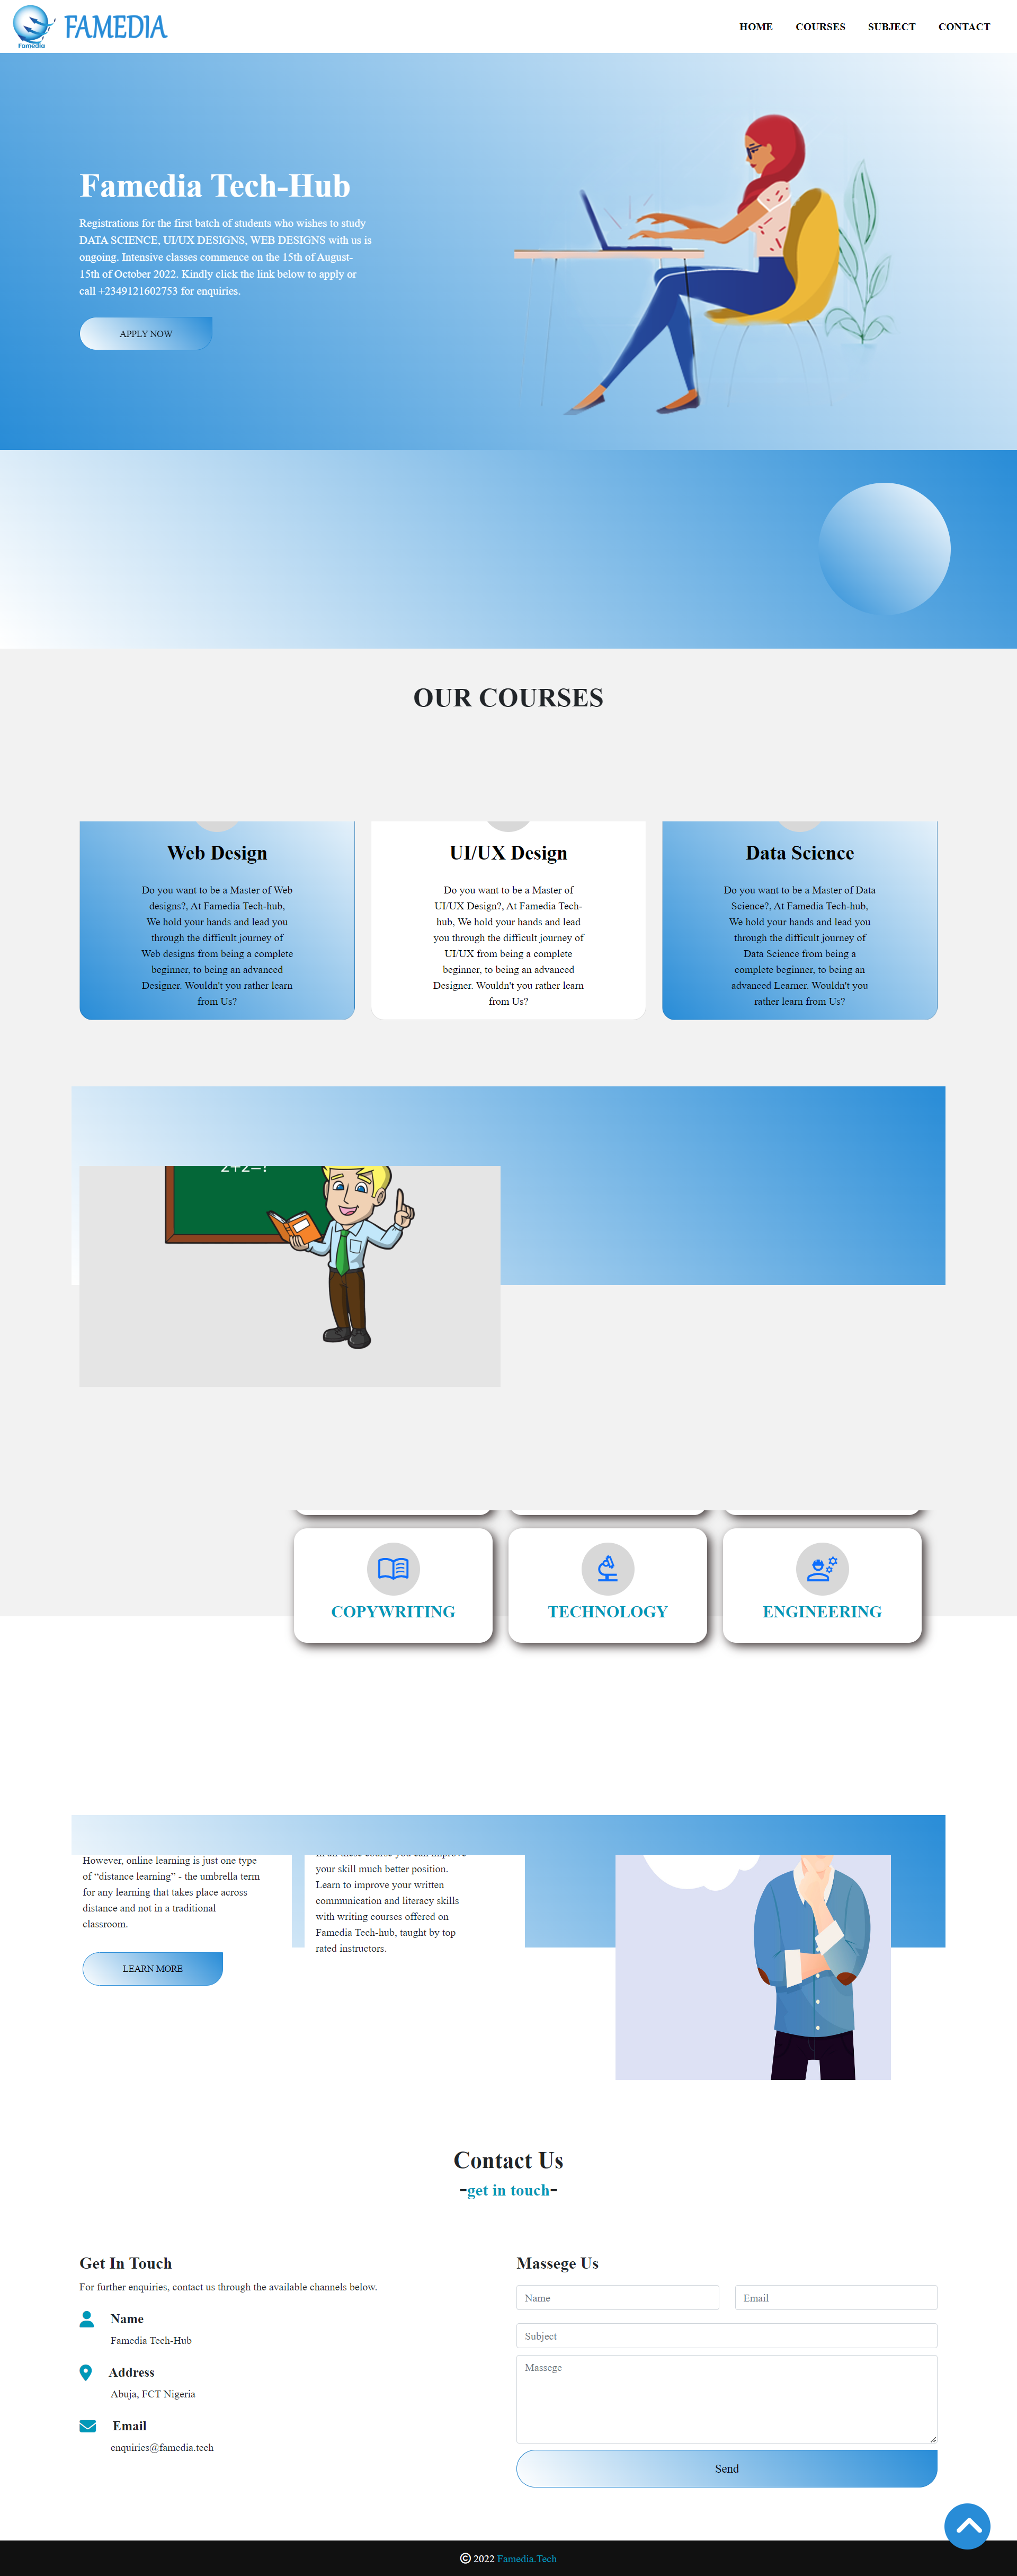 Famedia
FAMEDIA
HOME COURSES SUBJECT CONTACT
Famedia Tech-Hub
Registrations for the first batch of students who wishes to study
DATA SCIENCE, UI/UX DESIGNS, WEB DESIGNS with us is
ongoing. Intensive classes commence on the 15th of August-
15th of October 2022. Kindly click the link below to apply or
call +2349121602753 for enquiries.
APPLY NOW
OUR COURSES
Web Design
Do you want to be a Master of Web
designs?, At Famedia Tech-hub,
We hold your hands and lead you
through the difficult journey of
Web designs from being a complete
beginner, to being an advanced
Designer. Wouldn't you rather learn
from Us?
UI/UX Design
Do you want to be a Master of
UI/UX Design?, At Famedia Tech-
hub, We hold your hands and lead
you through the difficult journey of
UI/UX from being a complete
beginner, to being an advanced
Designer. Wouldn't you rather learn
from Us?
Data Science
Do you want to be a Master of Data
Science?, At Famedia Tech-hub,
We hold your hands and lead you
through the difficult journey of
Data Science from being a
complete beginner, to being an
advanced Learner. Wouldn't you
rather learn from Us?
2+2=?
COPYWRITING
TECHNOLOGY
ENGINEERING
However, online learning is just one type
of “distance learning” - the umbrella term
for any learning that takes place across
distance and not in a traditional
classroom.
LEARN MORE
In all these course you can improve
your skill much better position.
Learn to improve your written
communication and literacy skills
with writing courses offered on
Famedia Tech-hub, taught by top
rated instructors.
Contact Us
-get in touch-
Get In Touch
For further enquiries, contact us through the available channels below.
Name
Famedia Tech-Hub
Address
Abuja, FCT Nigeria
Email
enquiries@famedia.tech
Massege Us
Name Email
Subject
Massege
Send
© 2022 Famedia.Tech